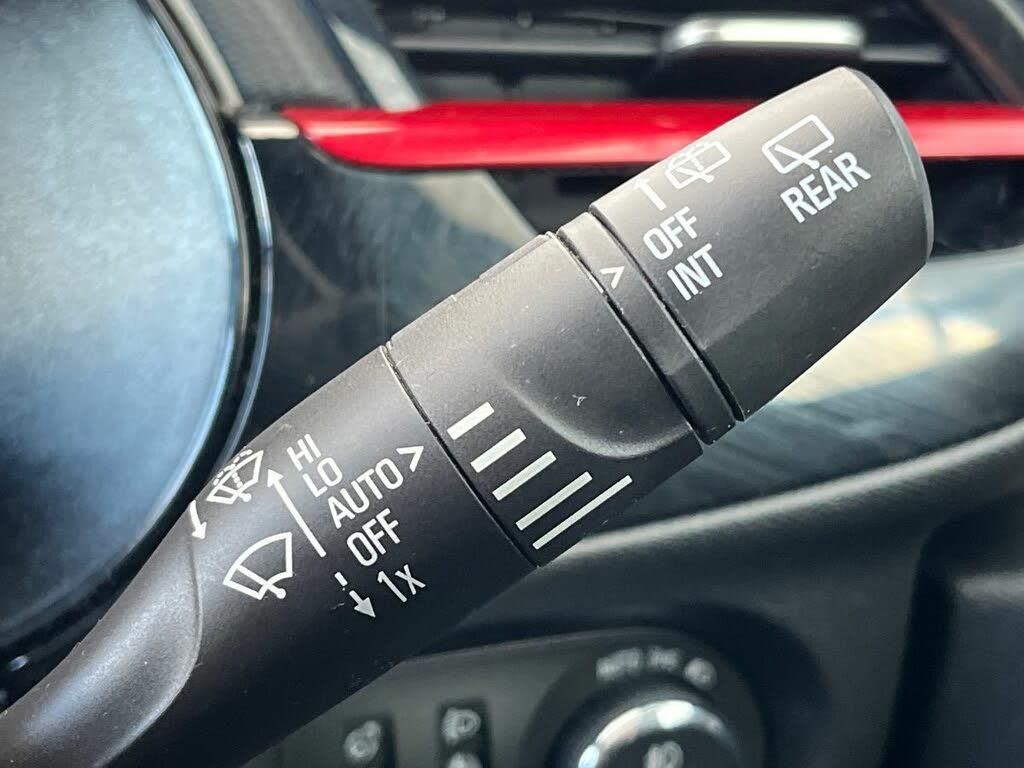 REAR
OFF
INT
HI
LO
AUTO
OFF
1x